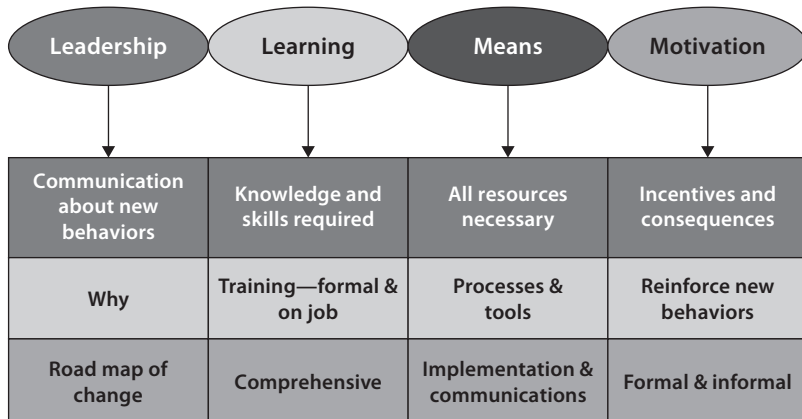 Leadership
Learning
Means
Motivation
Communication
about new
behaviors
Knowledge and
skills required
All resources
necessary
Incentives and
consequences
Why
Training—formal &
on job
Processes &
tools
Reinforce new
behaviors
Road map of
change
Comprehensive
Implementation &
communications
Formal & informal